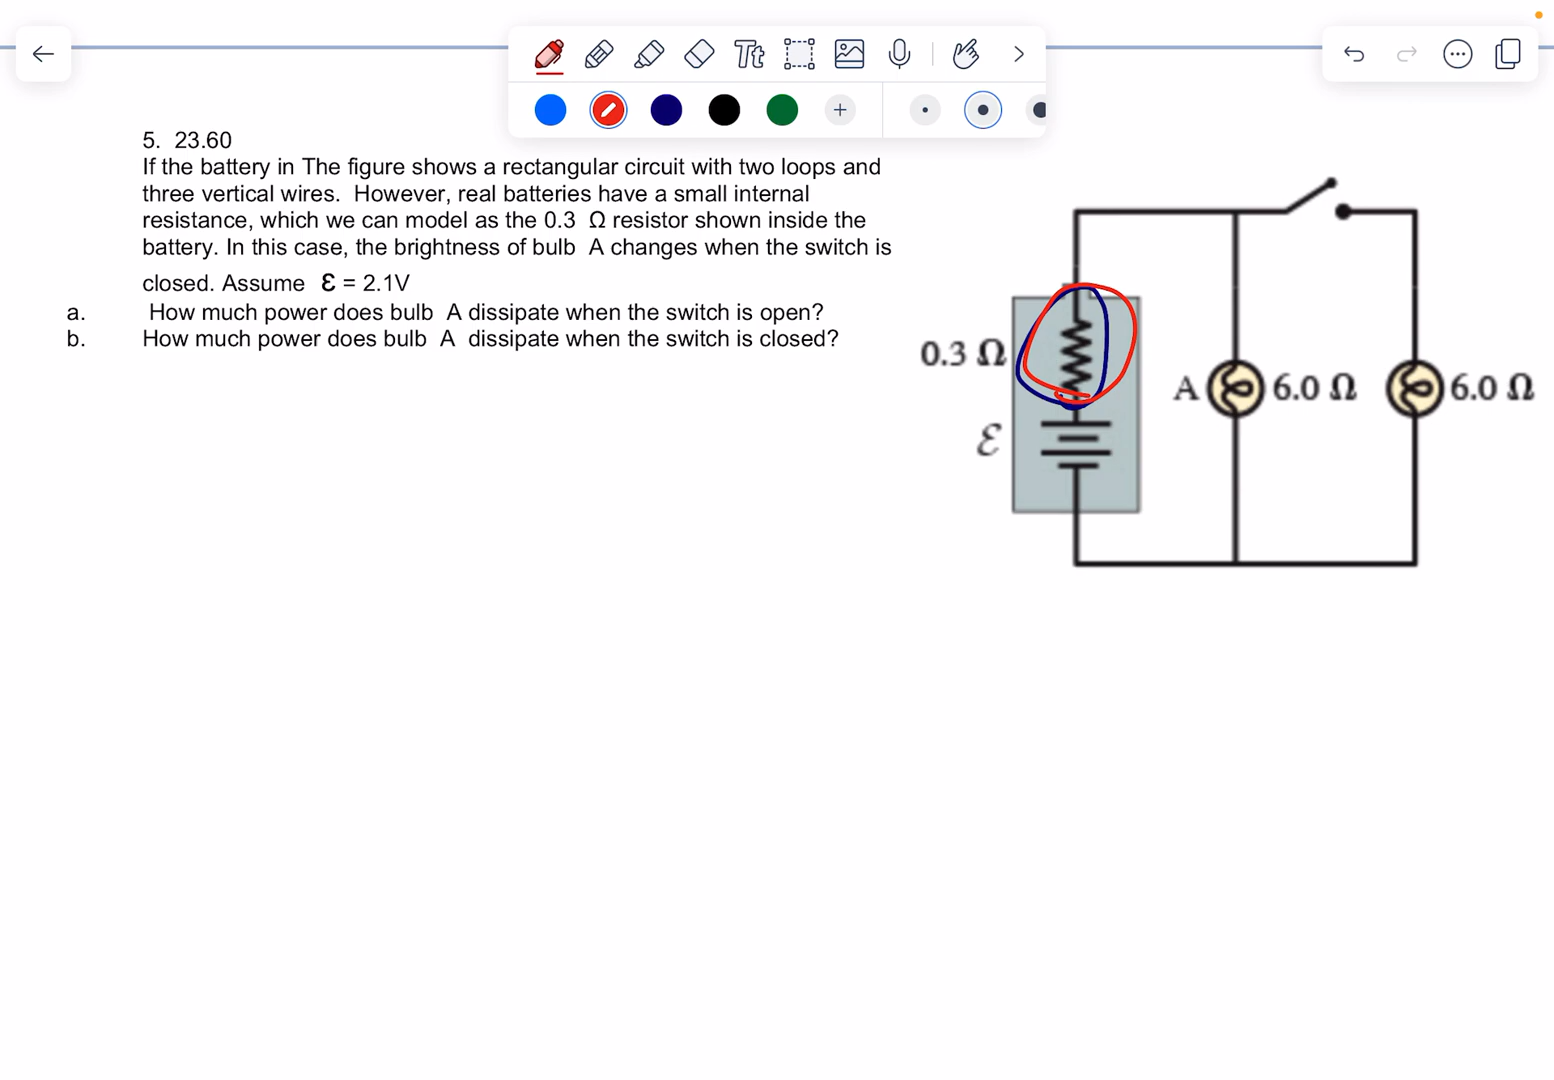 Tt
5. 23.60
If the battery in The figure shows a rectangular circuit with two loops and
three vertical wires. However, real batteries have a small internal
resistance, which we can model as the 0.3 Ω resistor shown inside the
battery. In this case, the brightness of bulb A changes when the switch is
closed. Assume ℇ = 2.1V
a. How much power does bulb A dissipate when the switch is open?
b. How much power does bulb A dissipate when the switch is closed?
0.3 Ω
ℇ
A 6.0 Ω
6.0 Ω